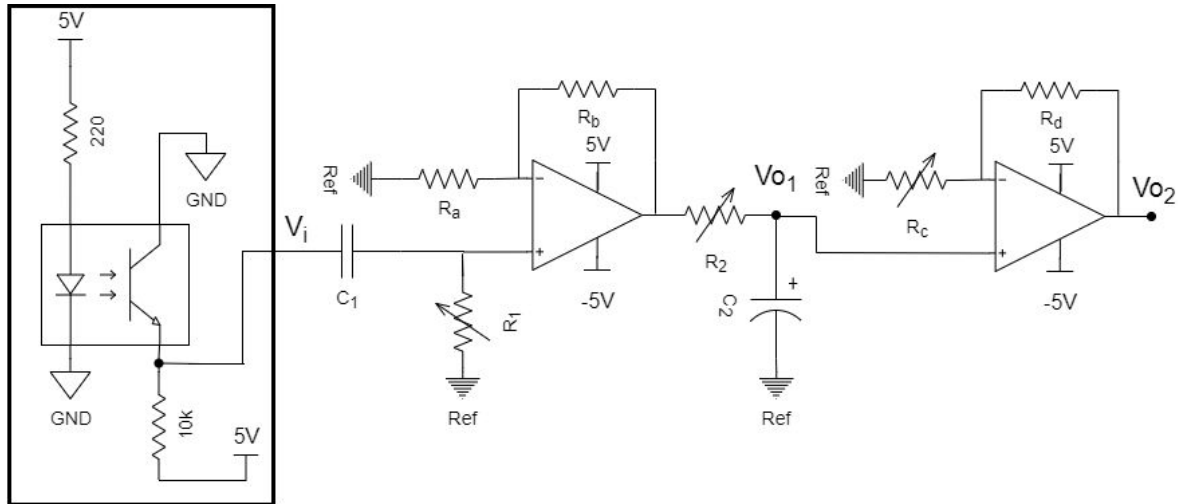 5V
220
GND
GND
Vi
10k
5V
C1
R1
Ref
Ref
Ra
Rb
5V
-
+
-5V
R2
Vo1
+
C2
Ref
Ref
Rc
Rd
5V
-
+
-5V
Vo2